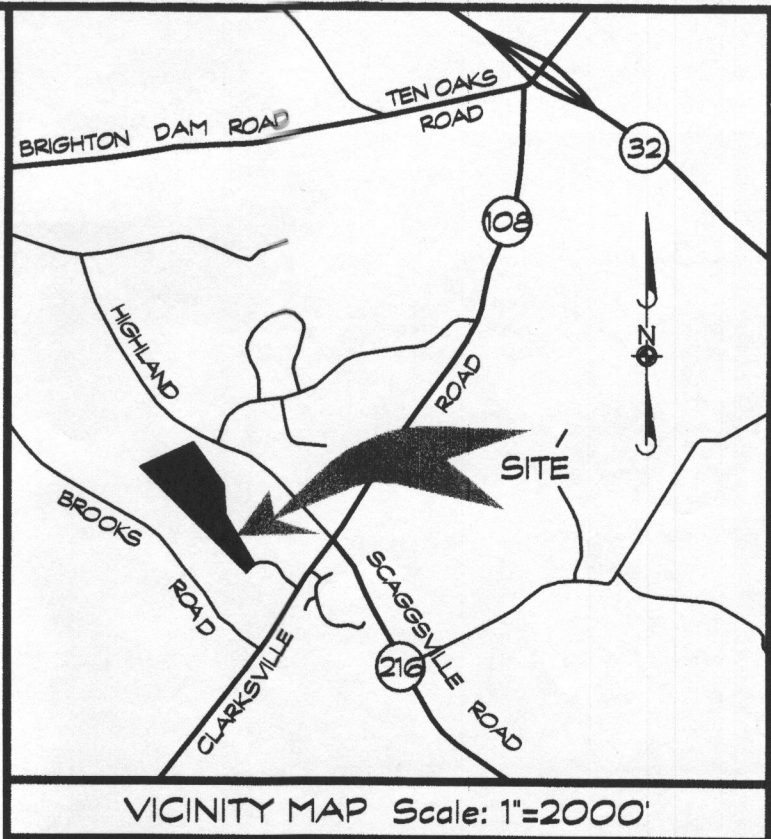 TEN OAKS
ROAD
BRIGHTON DAM ROAD
32
108
HIGHLAND
N
ROAD
SITE
BROOKS
ROAD
SCAGGSVILLE ROAD
216
CLARKSVILLE
VICINITY MAP Scale: 1"=2000'